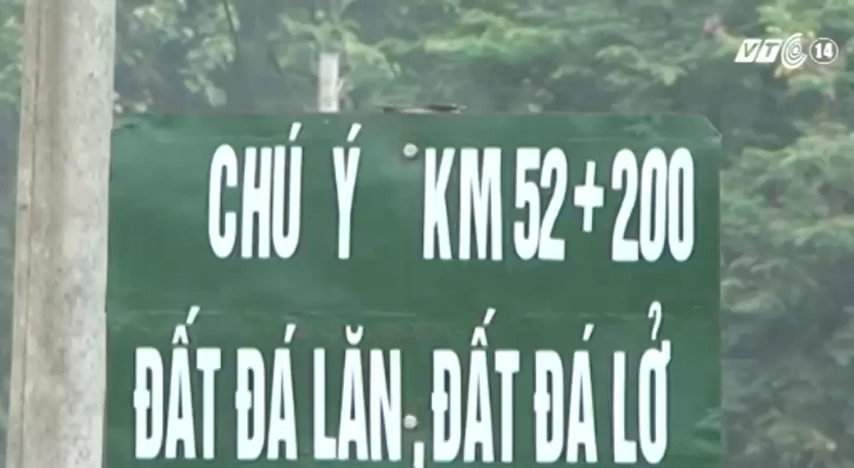 VTC 14
CHÚ Ý KM 52+200
ĐẤT ĐÁ LĂN, ĐẤT ĐÁ LỞ